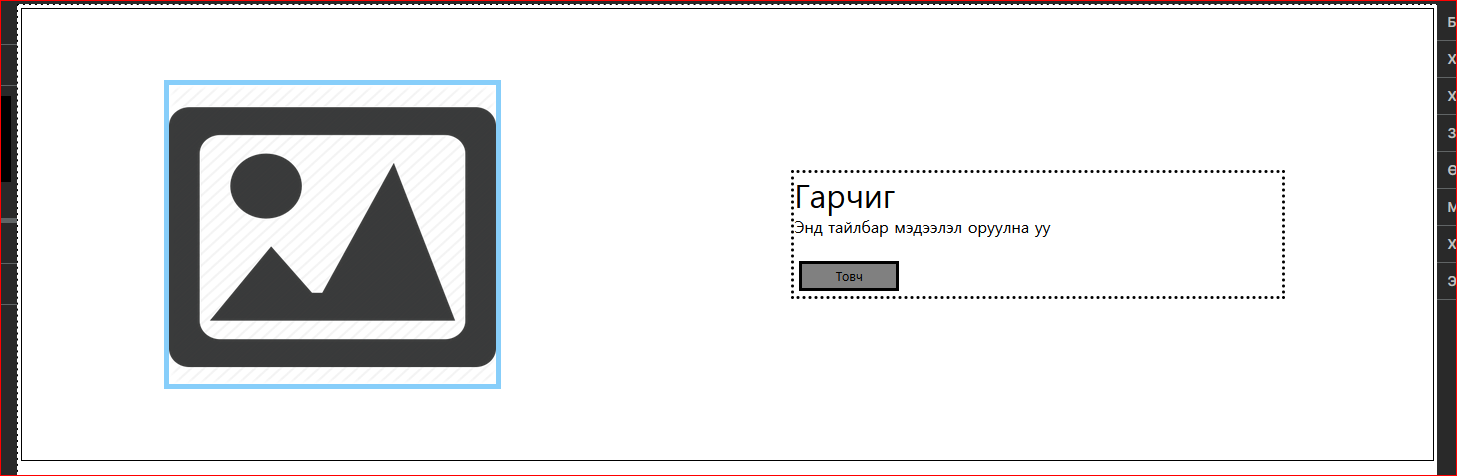 Гарчиг
Энд тайлбар мэдээлэл оруулна уу
Товч
Б
Х
Х
З
Ө
М
Х
Э